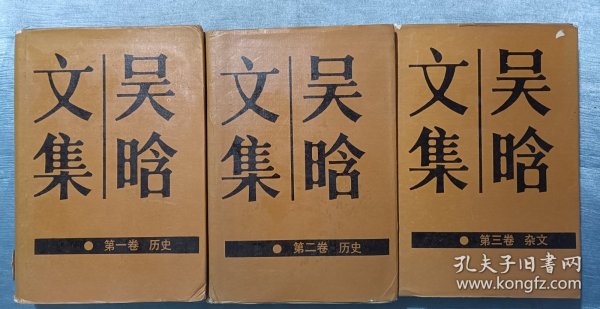 吴晗
文集
第一卷 历史
吴晗
文集
第二卷 历史
吴晗
文集
第三卷 杂文
孔夫子旧书网
www.kongfz.com